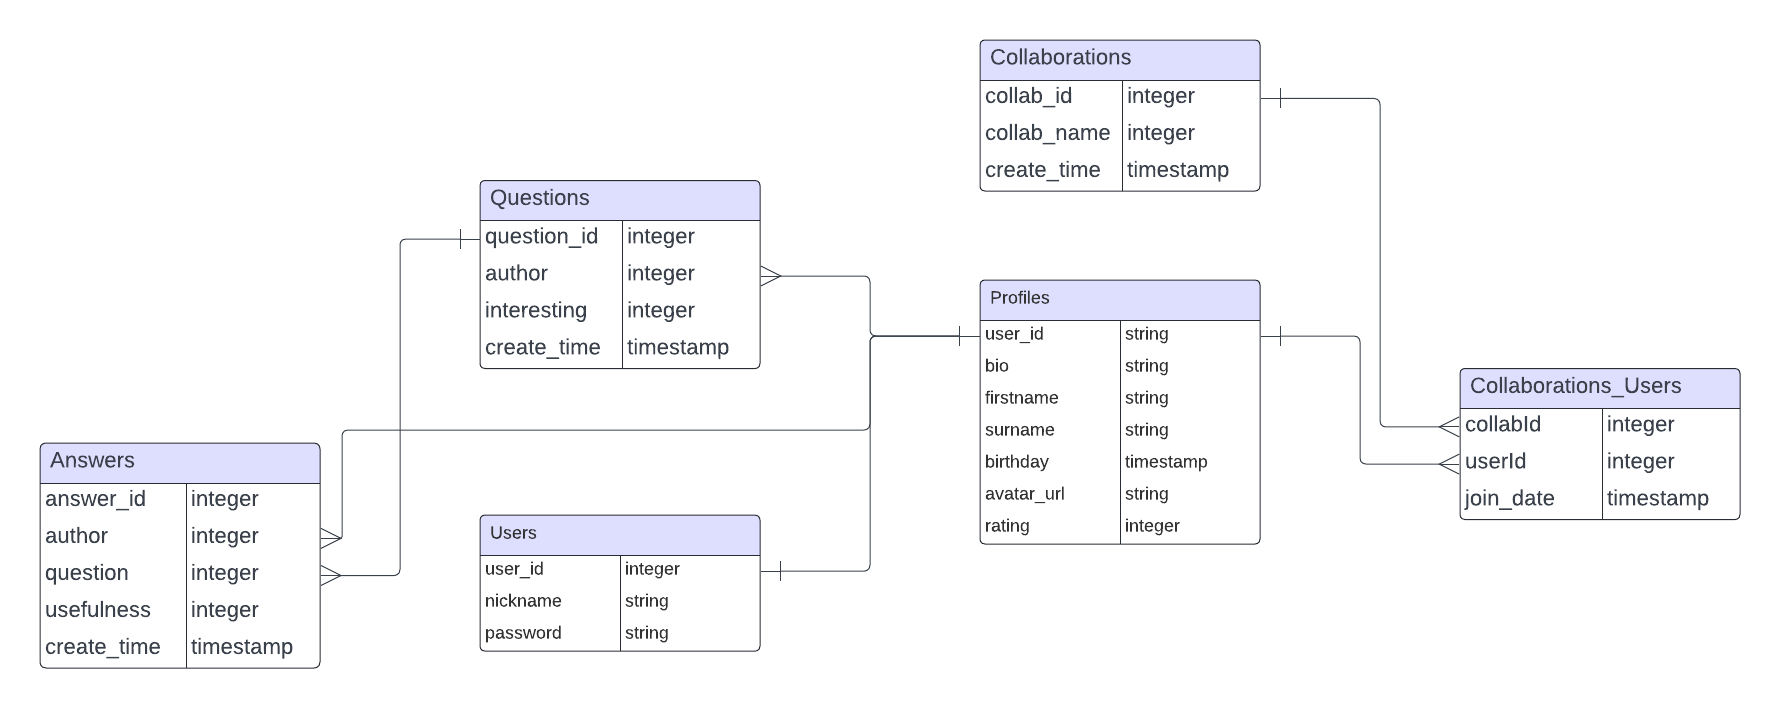 Collaborations
collab_id integer
collab_name integer
create_time timestamp
Questions
question_id integer
author integer
interesting integer
create_time timestamp
Profiles
user_id string
bio string
firstname string
surname string
birthday timestamp
avatar_url string
rating integer
Collaborations_Users
collabId integer
userId integer
join_date timestamp
Answers
answer_id integer
author integer
question integer
usefulness integer
create_time timestamp
Users
user_id integer
nickname string
password string